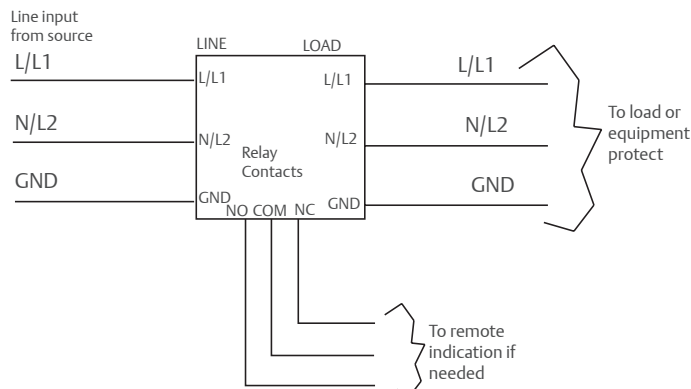 Line input
from source
LINE
LOAD
L/L1
L/L1
L/L1
L/L1
N/L2
N/L2
N/L2
N/L2
To load or
equipment
protect
Relay
Contacts
GND
GND
GND
GND
NO COM NC
To remote
indication if
needed